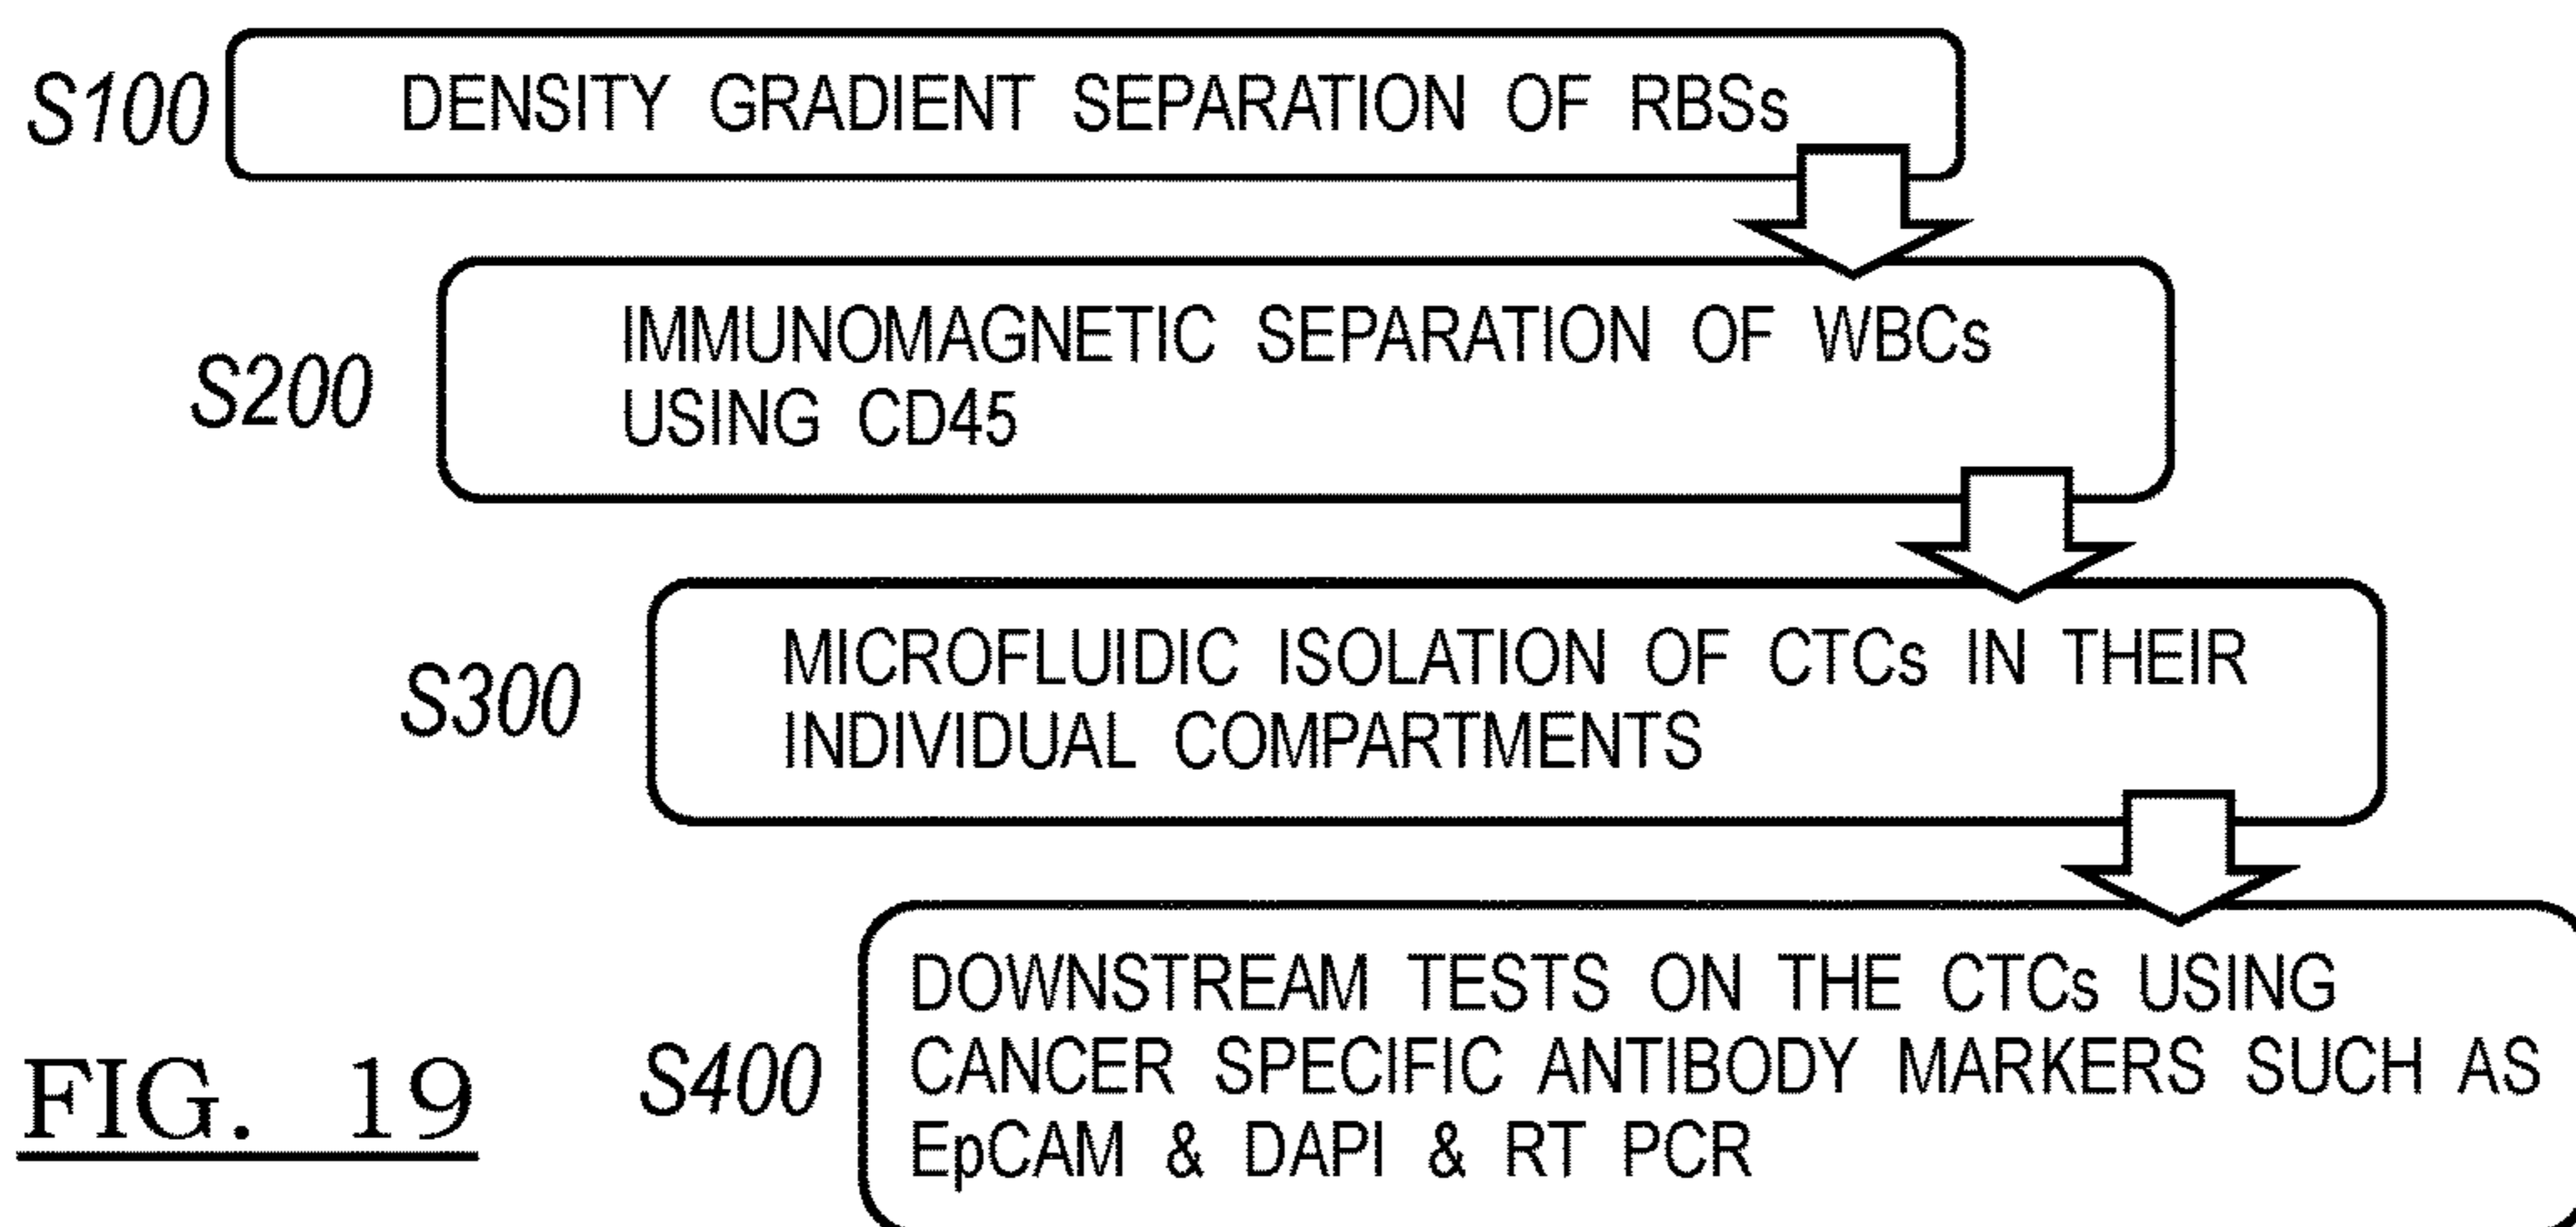 S100
DENSITY GRADIENT SEPARATION OF RBSs
S200
IMMUNOMAGNETIC SEPARATION OF WBCs
USING CD45
S300
MICROFLUIDIC ISOLATION OF CTCs IN THEIR
INDIVIDUAL COMPARTMENTS
S400
DOWNSTREAM TESTS ON THE CTCs USING
CANCER SPECIFIC ANTIBODY MARKERS SUCH AS
EpCAM & DAPI & RT PCR
FIG. 19